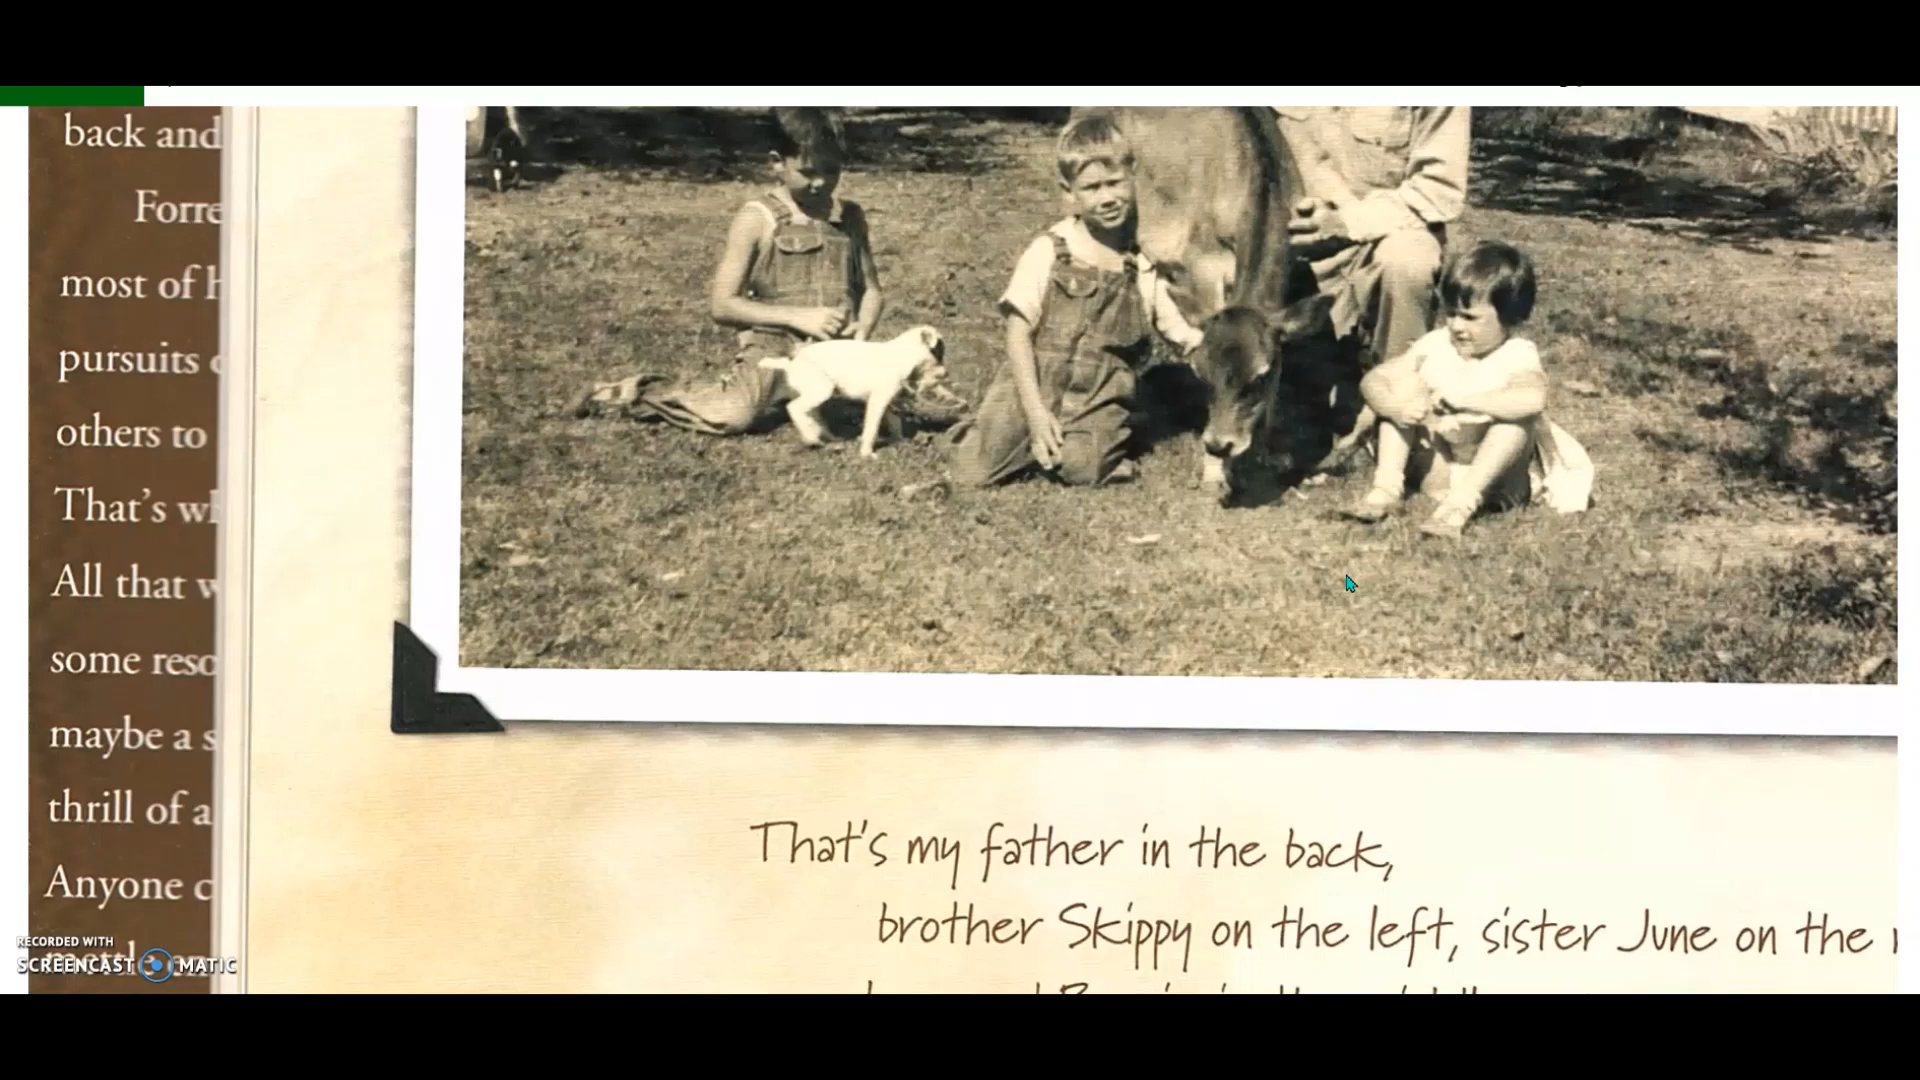 back and
Forre
most of h
pursuits
others to
That's wh
All that w
some reso
maybe a s
thrill of a
Anyone c
That's my father in the back,
brother Skippy on the left, sister June on the
RECORDED WITH
SCREENCAST MATIC